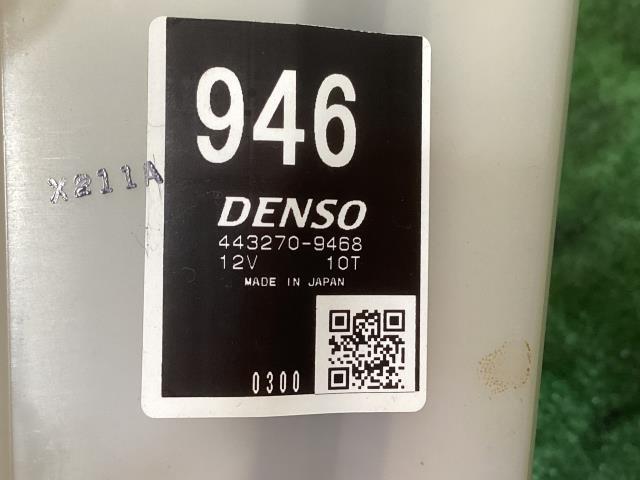 946
X211A
DENSO
443270-9468
12V 10T
MADE IN JAPAN
0300